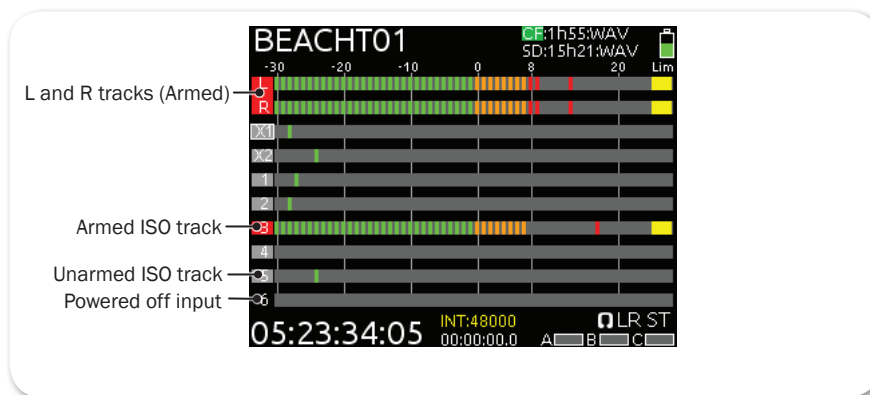 BEACHT01
CF:1h55:WAV
SD:15h21:WAV
-30 -20 -10 0 8 20 Lim
L and R tracks (Armed)
L
R
X1
X2
1
2
Armed ISO track
3
4
Unarmed ISO track
5
Powered off input
6
05:23:34:05
INT:48000
00:00:00.0
LR ST
A B C